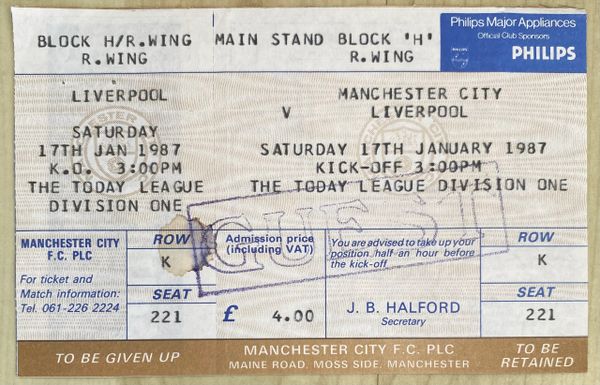 BLOCK H/R.WING
R.WING
LIVERPOOL
SATURDAY
17TH JAN 1987
K.O. 3:00PM
THE TODAY LEAGUE
DIVISION ONE
MANCHESTER CITY
F.C. PLC
For ticket and
Match information:
Tel. 061-226 2224
ROW
K
SEAT
221
TO BE GIVEN UP
MAIN STAND BLOCK 'H'
R.WING
Philips Major Appliances
Official Club Sponsors
PHILIPS
MANCHESTER CITY
V LIVERPOOL
SATURDAY 17TH JANUARY 1987
KICK-OFF 3:00PM
THE TODAY LEAGUE DIVISION ONE
GUEST
Admission price
(including VAT)
£ 4.00
You are advised to take up your
position half an hour before
the kick-off
J. B. HALFORD
Secretary
ROW
K
SEAT
221
MANCHESTER CITY F.C. PLC
MAINE ROAD, MOSS SIDE, MANCHESTER
TO BE
RETAINED